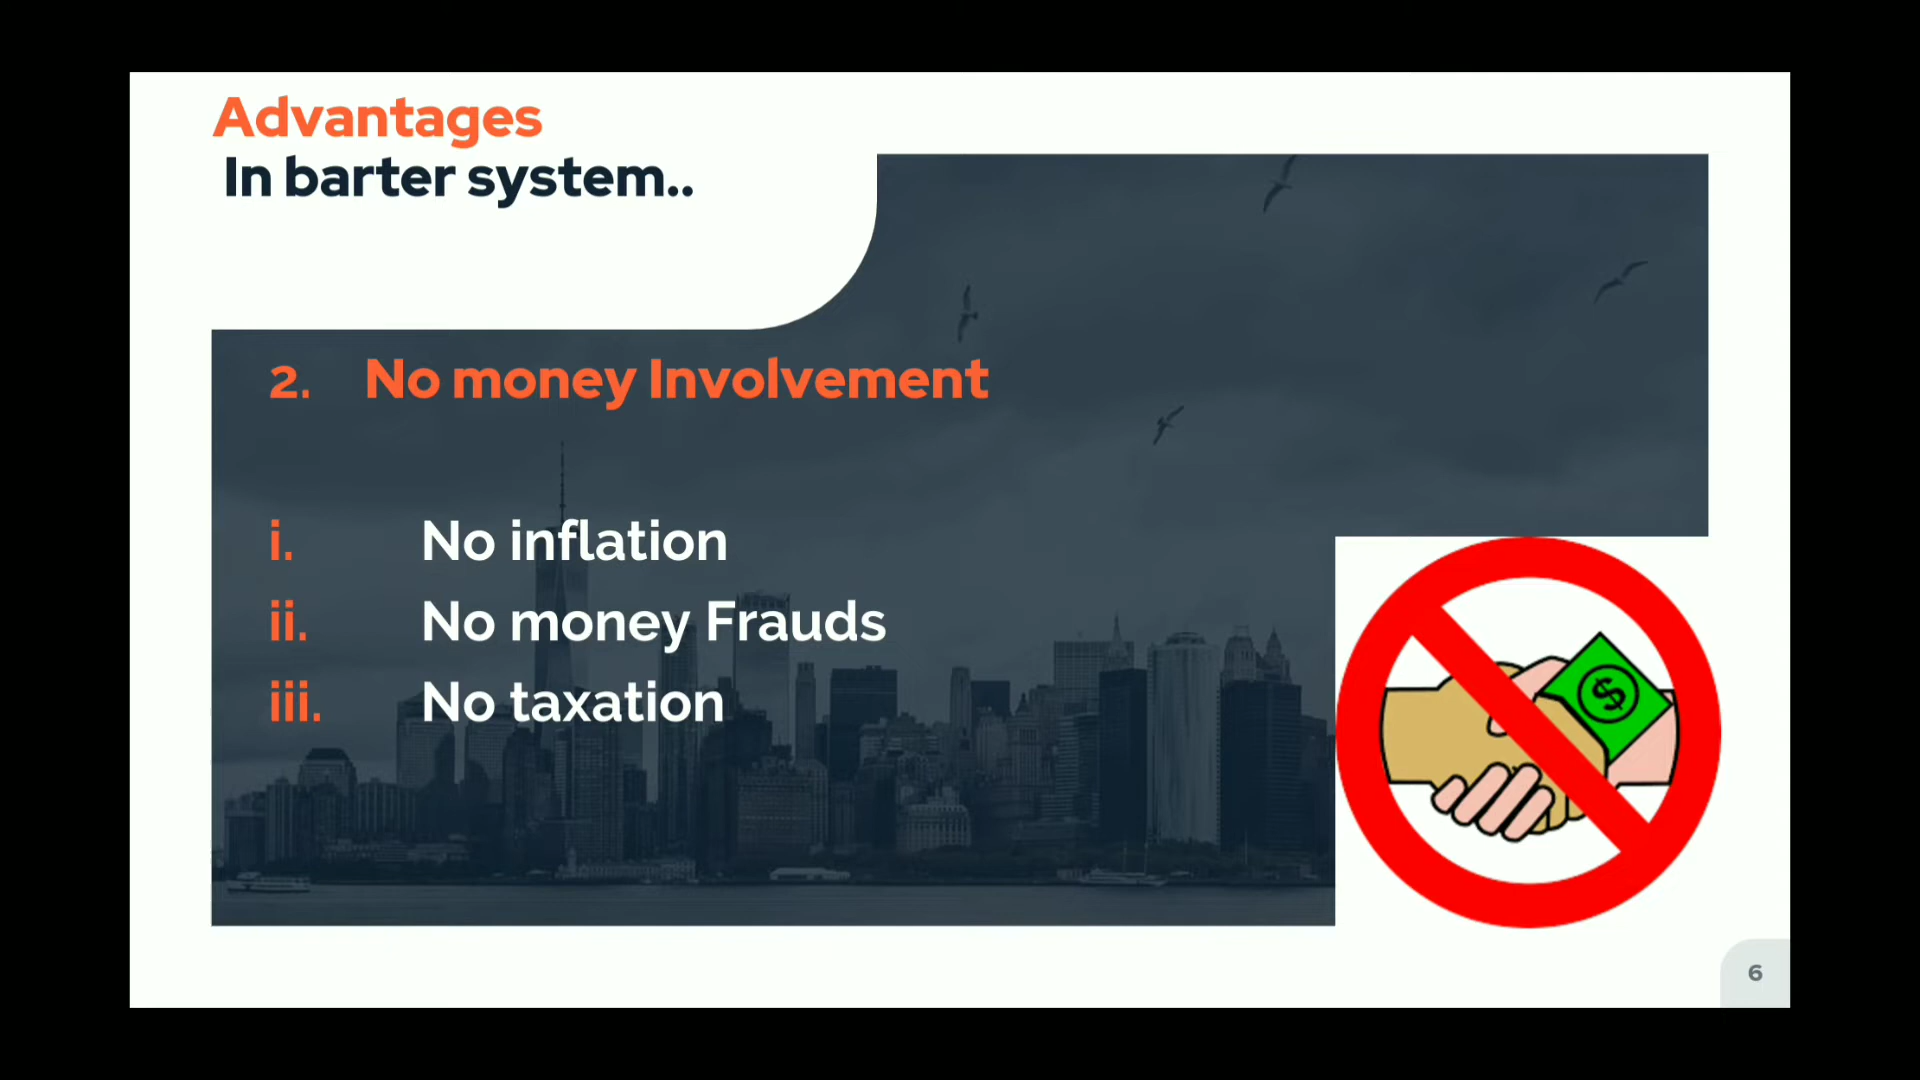 Advantages
In barter system..
2. No money Involvement
i. No inflation
ii. No money Frauds
iii. No taxation
$
6